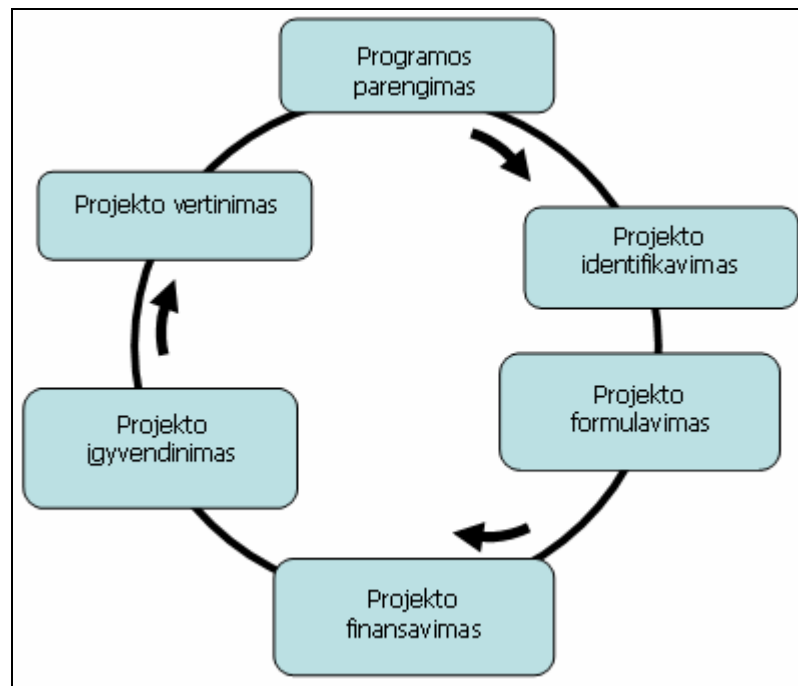 Programos
parengimas
Projekto
identifikavimas
Projekto
formulavimas
Projekto
finansavimas
Projekto
įgyvendinimas
Projekto vertinimas